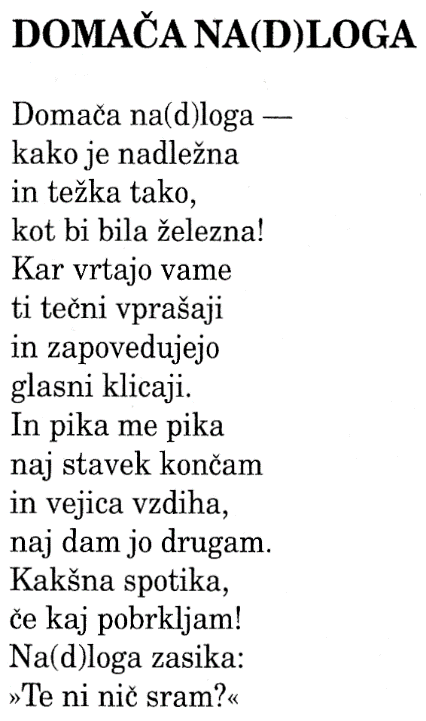 DOMAČA NA(D)LOGA
Domača na(d)loga —
kako je nadležna
in težka tako,
kot bi bila železna!
Kar vrtajo vame
ti tečni vprašaji
in zapovedujejo
glasni klicaji.
In pika me pika
naj stavek končam
in vejica vzdiha,
naj dam jo drugam.
Kakšna spotika,
če kaj pobrkljam!
Na(d)loga zasika:
»Te ni nič sram?«